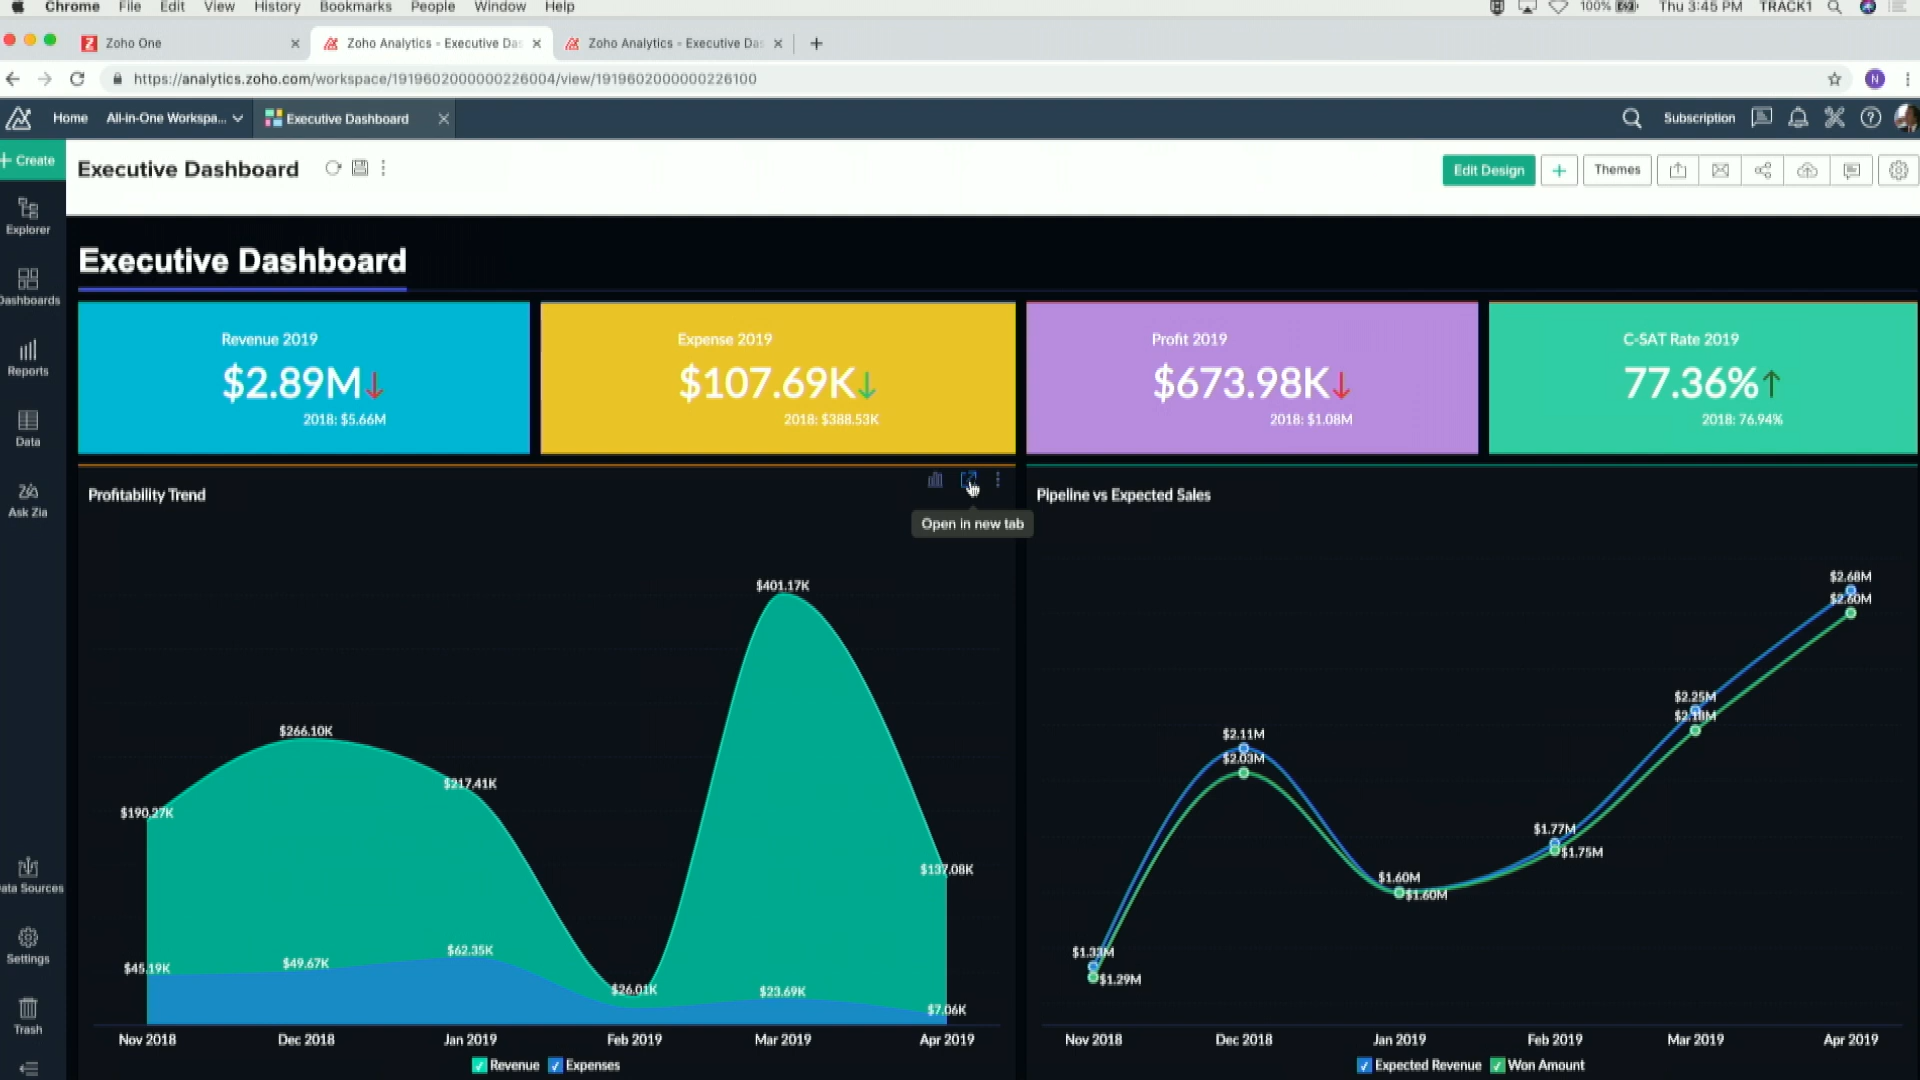 Chrome File Edit View History Bookmarks People Window Help 100% Thu 3:45 PM TRACK1
Zoho One
Zoho Analytics - Executive Das
Zoho Analytics - Executive Das
https://analytics.zoho.com/workspace/1919602000000226004/view/1919602000000226100
N
Home All-in-One Workspa... Executive Dashboard Subscription
+ Create
Executive Dashboard
Edit Design + Themes
Explorer
Dashboards
Reports
Data
Ask Zia
Data Sources
Settings
Trash
Executive Dashboard
Revenue 2019
$2.89M
2018: $5.66M
Expense 2019
$107.69K
2018: $388.53K
Profit 2019
$673.98K
2018: $1.08M
C-SAT Rate 2019
77.36%
2018: 76.94%
Profitability Trend
Open in new tab
$401.17K
$266.10K
$217.41K
$190.27K
$137.08K
$62.35K
$49.67K
$45.19K
$26.01K
$23.69K
$7.06K
Nov 2018 Dec 2018 Jan 2019 Feb 2019 Mar 2019 Apr 2019
Revenue Expenses
Pipeline vs Expected Sales
$2.68M
$2.60M
$2.25M
$2.18M
$2.11M
$2.03M
$1.77M
$1.75M
$1.60M
$1.60M
$1.33M
$1.29M
Nov 2018 Dec 2018 Jan 2019 Feb 2019 Mar 2019 Apr 2019
Expected Revenue Won Amount